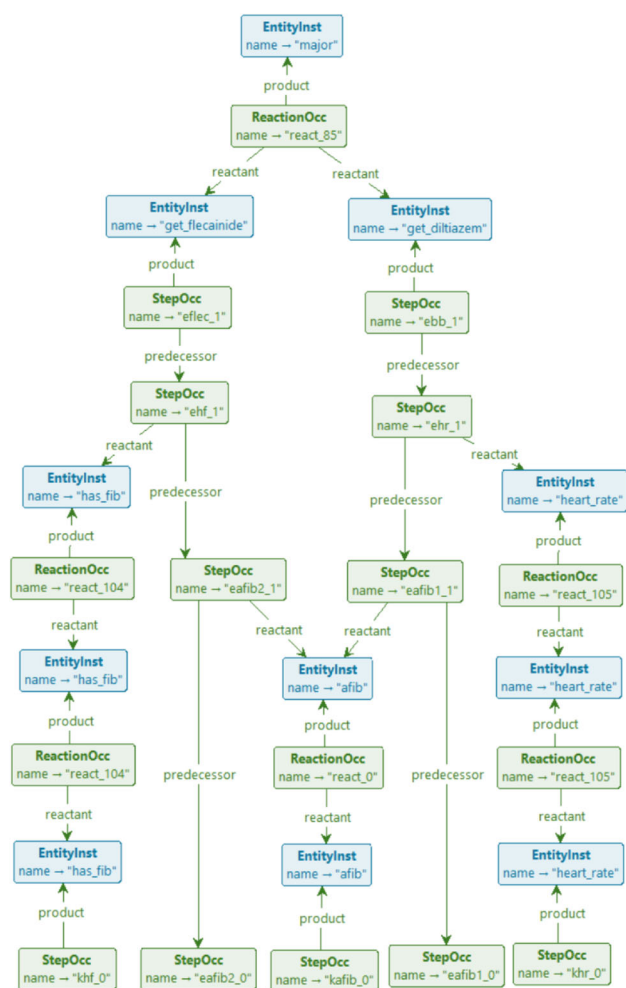 EntityInst
name → "major"
product
ReactionOcc
name → "react_85"
reactant
reactant
EntityInst
name → "get_flecainide"
EntityInst
name → "get_diltiazem"
product
product
StepOcc
name → "eflec_1"
StepOcc
name → "ebb_1"
predecessor
predecessor
StepOcc
name → "ehf_1"
StepOcc
name → "ehr_1"
reactant
reactant
EntityInst
name → "has_fib"
predecessor
predecessor
EntityInst
name → "heart_rate"
product
product
ReactionOcc
name → "react_104"
StepOcc
name → "eafib2_1"
StepOcc
name → "eafib1_1"
ReactionOcc
name → "react_105"
reactant
reactant
reactant
reactant
EntityInst
name → "has_fib"
EntityInst
name → "afib"
EntityInst
name → "heart_rate"
product
product
product
ReactionOcc
name → "react_104"
predecessor
ReactionOcc
name → "react_0"
predecessor
ReactionOcc
name → "react_105"
reactant
reactant
reactant
EntityInst
name → "has_fib"
EntityInst
name → "afib"
EntityInst
name → "heart_rate"
product
product
product
StepOcc
name → "khf_0"
StepOcc
name → "eafib2_0"
StepOcc
name → "kafib_0"
StepOcc
name → "eafib1_0"
StepOcc
name → "khr_0"